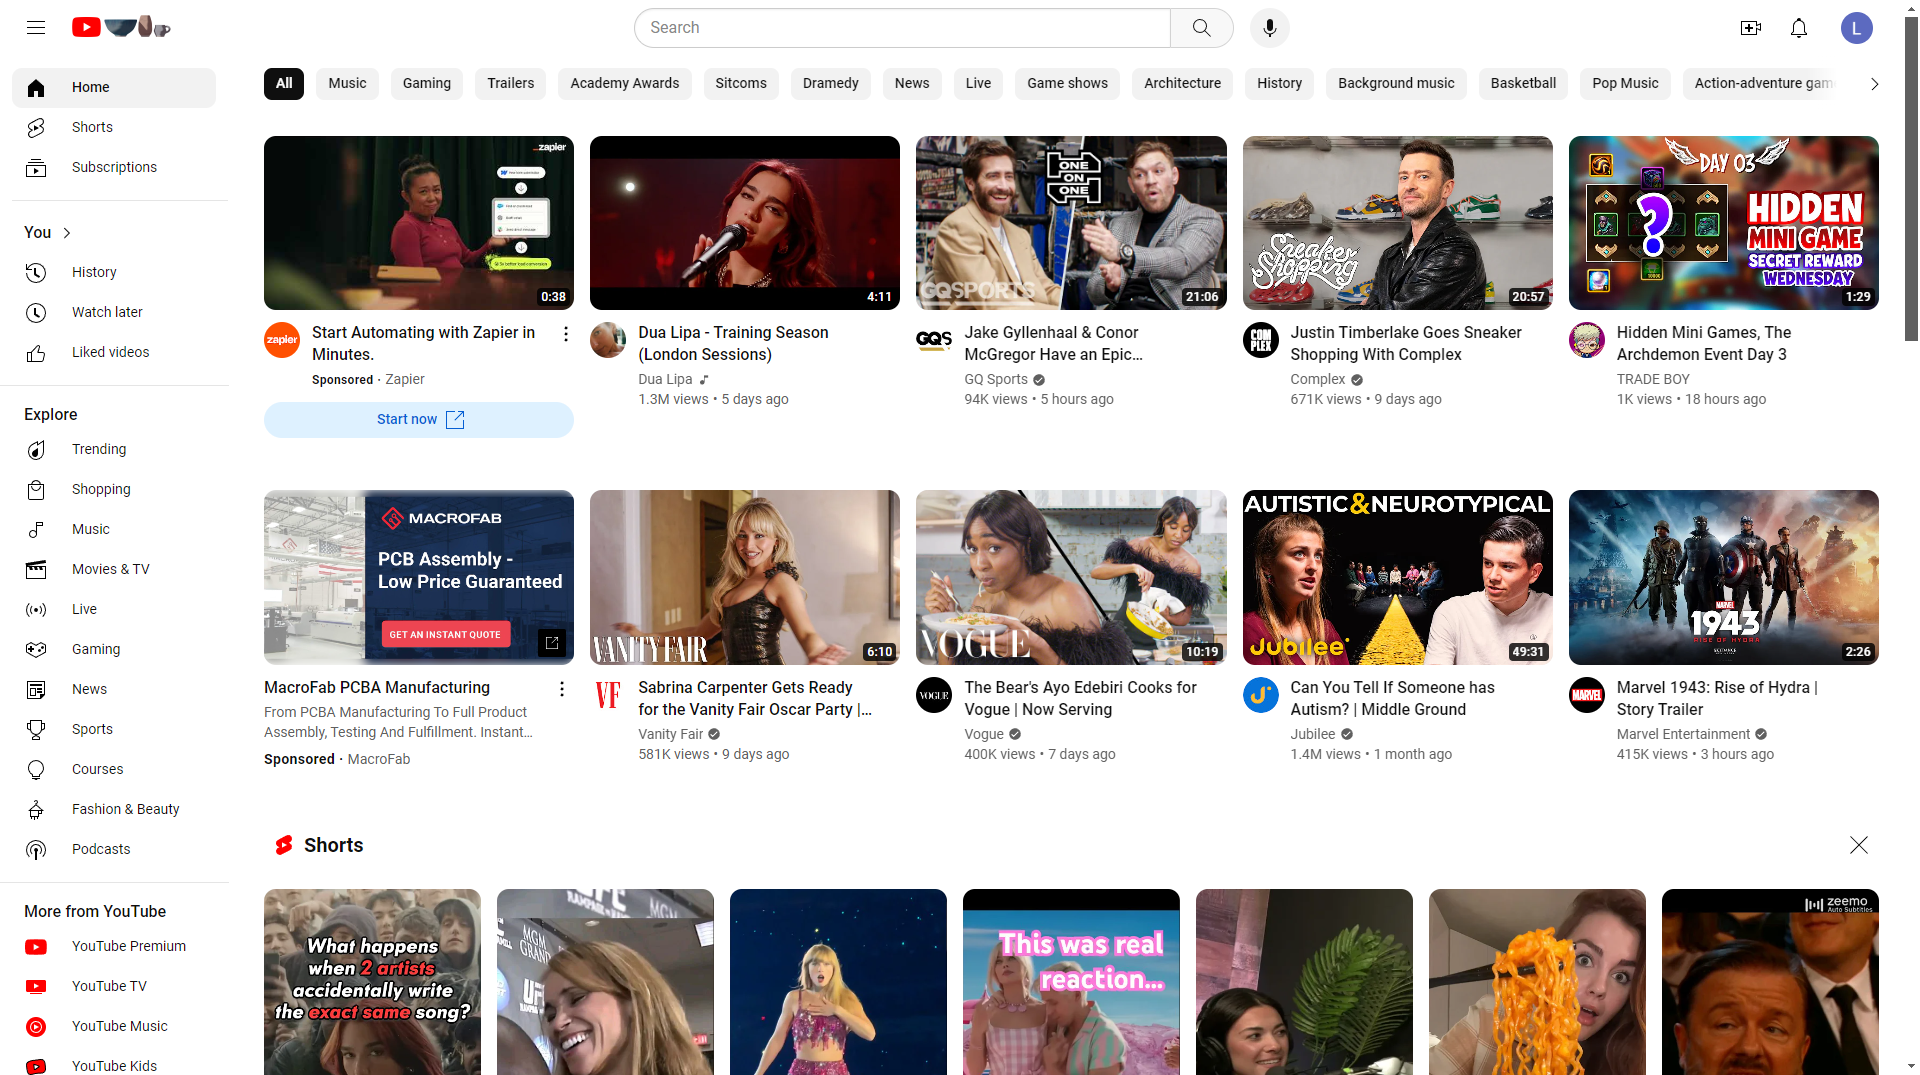 Search
L
Home
Shorts
Subscriptions
You
History
Watch later
Liked videos
Explore
Trending
Shopping
Music
Movies & TV
Live
Gaming
News
Sports
Courses
Fashion & Beauty
Podcasts
More from YouTube
YouTube Premium
YouTube TV
YouTube Music
YouTube Kids
All
Music
Gaming
Trailers
Academy Awards
Sitcoms
Dramedy
News
Live
Game shows
Architecture
History
Background music
Basketball
Pop Music
Action-adventure gam
_zapier
0:38
zapier
Start Automating with Zapier in
Minutes.
Sponsored · Zapier
Start now
4:11
Dua Lipa - Training Season
(London Sessions)
Dua Lipa
1.3M views • 5 days ago
ONE
ON
ONE
GQSPORTS
21:06
GQS
Jake Gyllenhaal & Conor
McGregor Have an Epic...
GQ Sports
94K views • 5 hours ago
Sneaker
Shopping
20:57
COM
PLEX
Justin Timberlake Goes Sneaker
Shopping With Complex
Complex
671K views • 9 days ago
DAY 03
?
HIDDEN
MINI GAME
SECRET REWARD
WEDNESDAY
1:29
Hidden Mini Games, The
Archdemon Event Day 3
TRADE BOY
1K views • 18 hours ago
MACROFAB
PCB Assembly -
Low Price Guaranteed
GET AN INSTANT QUOTE
MacroFab PCBA Manufacturing
From PCBA Manufacturing To Full Product
Assembly, Testing And Fulfillment. Instant...
Sponsored · MacroFab
VANITY FAIR
6:10
VF
Sabrina Carpenter Gets Ready
for the Vanity Fair Oscar Party |...
Vanity Fair
581K views • 9 days ago
VOGUE
10:19
VOGUE
The Bear's Ayo Edebiri Cooks for
Vogue | Now Serving
Vogue
400K views • 7 days ago
AUTISTIC&NEUROTYPICAL
Jubilee
49:31
Can You Tell If Someone has
Autism? | Middle Ground
Jubilee
1.4M views • 1 month ago
MARVEL
1943
RISE OF HYDRA
2:26
MARVEL
Marvel 1943: Rise of Hydra |
Story Trailer
Marvel Entertainment
415K views • 3 hours ago
Shorts
What happens
when 2 artists
accidentally write
the exact same song?
MGM
MGM
GRAND
UFC
This was real
reaction...
zeemo
Auto Subtitles